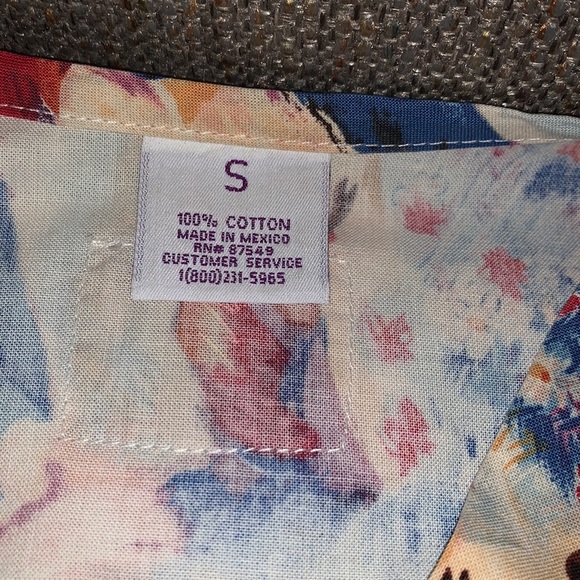 S
100% COTTON
MADE IN MEXICO
RN# 87549
CUSTOMER SERVICE
1(800)231-5965